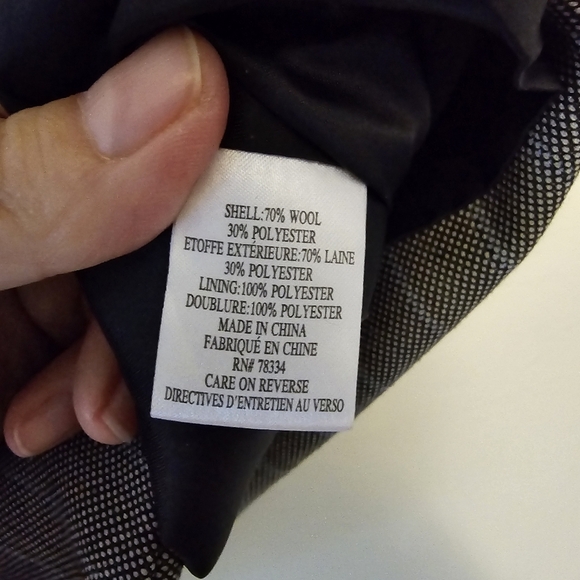 SHELL:70% WOOL
30% POLYESTER
ETOFFE EXTÉRIEURE:70% LAINE
30% POLYESTER
LINING:100% POLYESTER
DOUBLURE:100% POLYESTER
MADE IN CHINA
FABRIQUÉ EN CHINE
RN# 78334
CARE ON REVERSE
DIRECTIVES D'ENTRETIEN AU VERSO